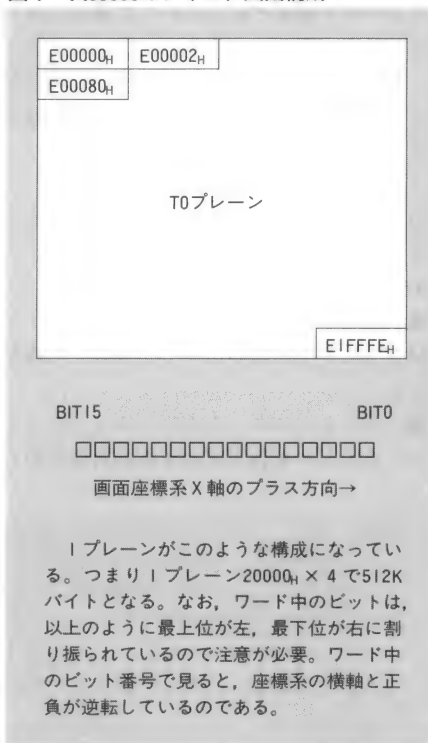 E00000H E00002H
E00080H
T0プレーン
E1FFFEH
BIT15 BIT0
□□□□□□□□□□□□□□□□
画面座標系X軸のプラス方向→
1プレーンがこのような構成になってい
る。つまり1プレーン20000H×4で512K
バイトとなる。なお，ワード中のビットは，
以上のように最上位が左，最下位が右に割
り振られているので注意が必要。ワード中
のビット番号で見ると，座標系の横軸と正
負が逆転しているのである。